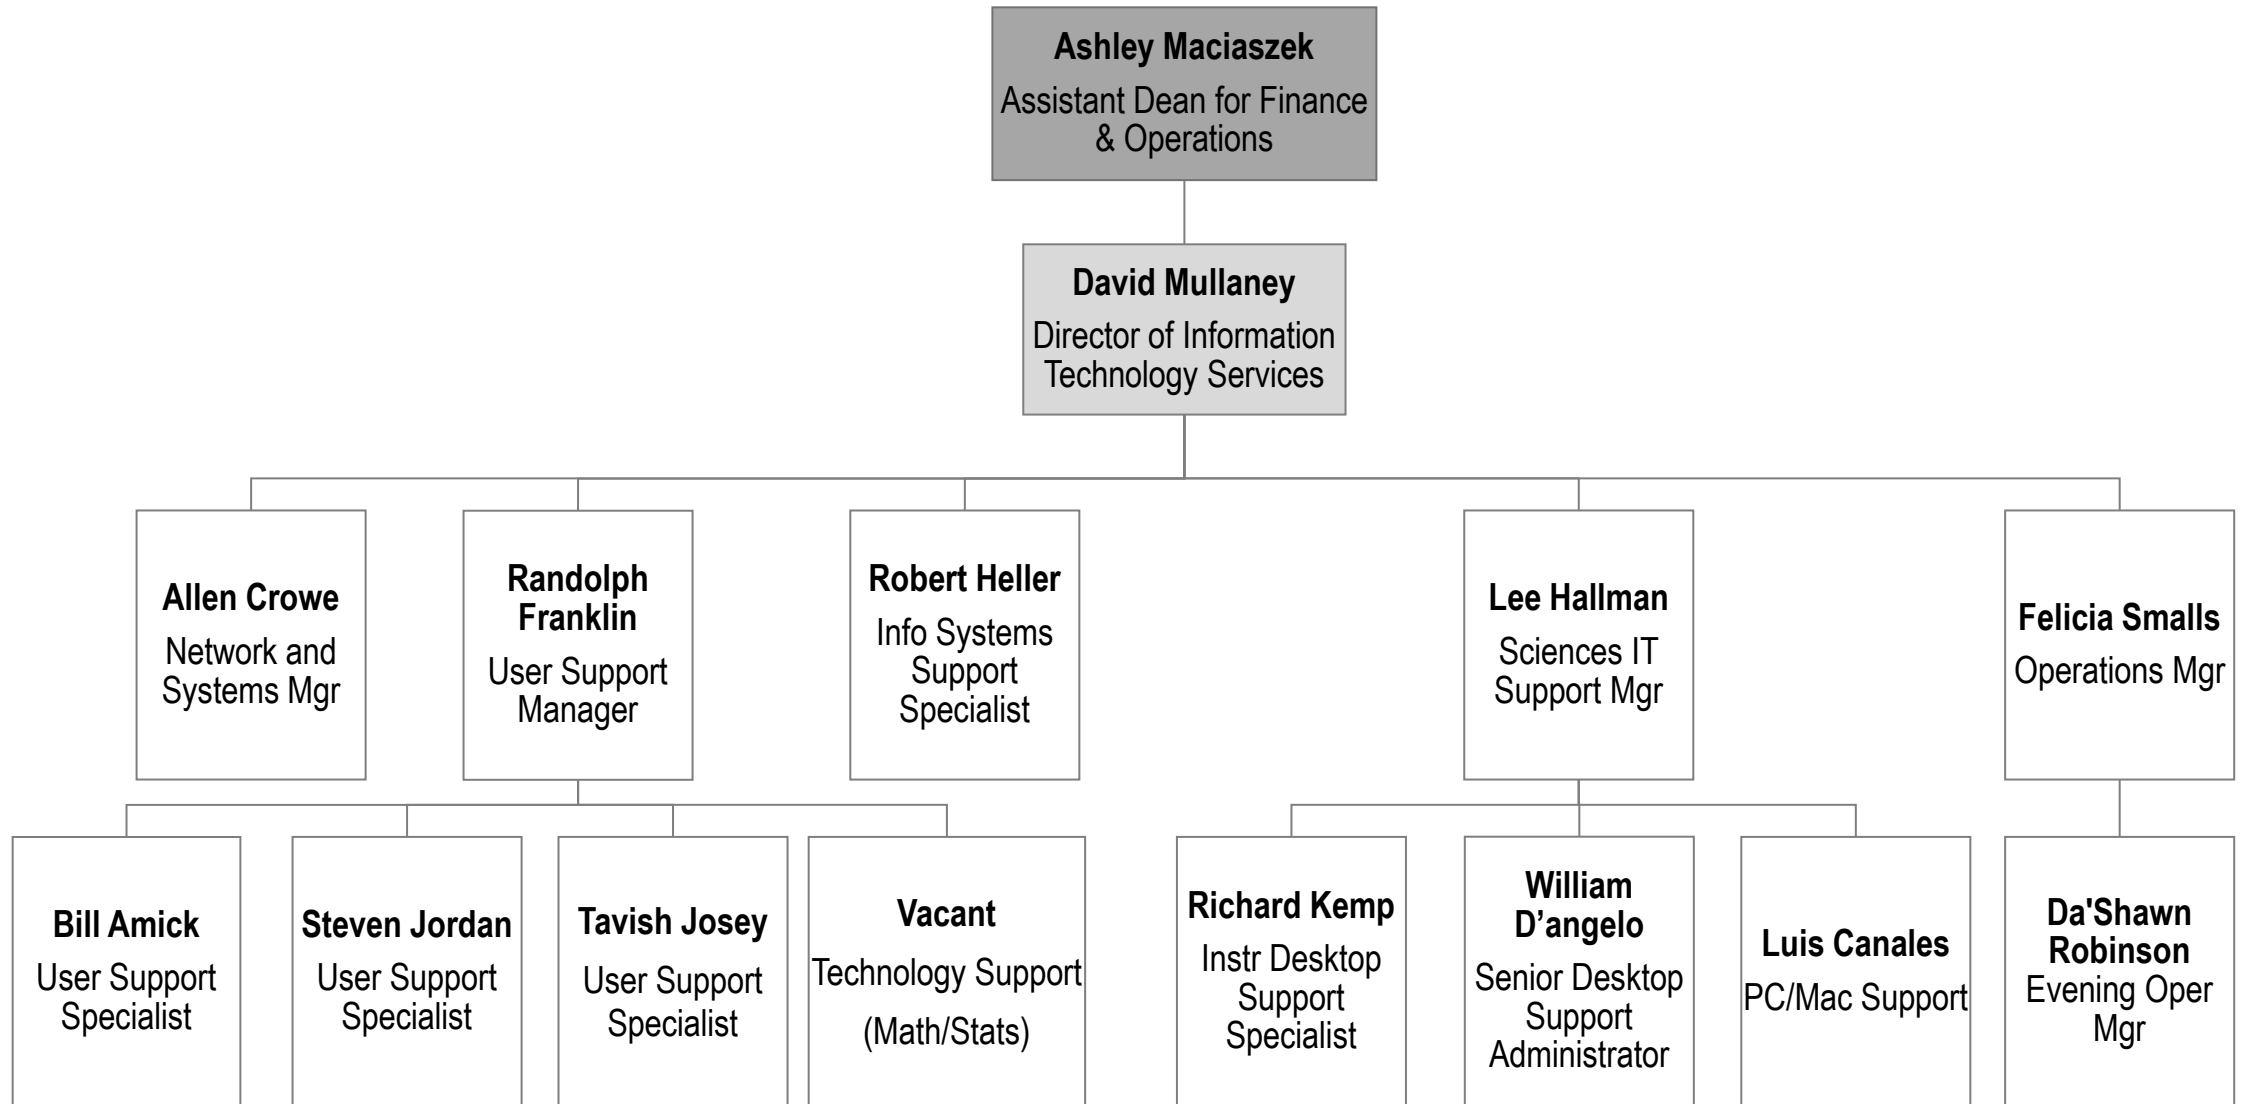 Ashley Maciaszek
Assistant Dean for Finance
& Operations
David Mullaney
Director of Information
Technology Services
Allen Crowe
Network and
Systems Mgr
Randolph
Franklin
User Support
Manager
Robert Heller
Info Systems
Support
Specialist
Lee Hallman
Sciences IT
Support Mgr
Felicia Smalls
Operations Mgr
Bill Amick
User Support
Specialist
Steven Jordan
User Support
Specialist
Tavish Josey
User Support
Specialist
Vacant
Technology Support
(Math/Stats)
Richard Kemp
Instr Desktop
Support
Specialist
William
D’angelo
Senior Desktop
Support
Administrator
Luis Canales
PC/Mac Support
Da'Shawn
Robinson
Evening Oper
Mgr